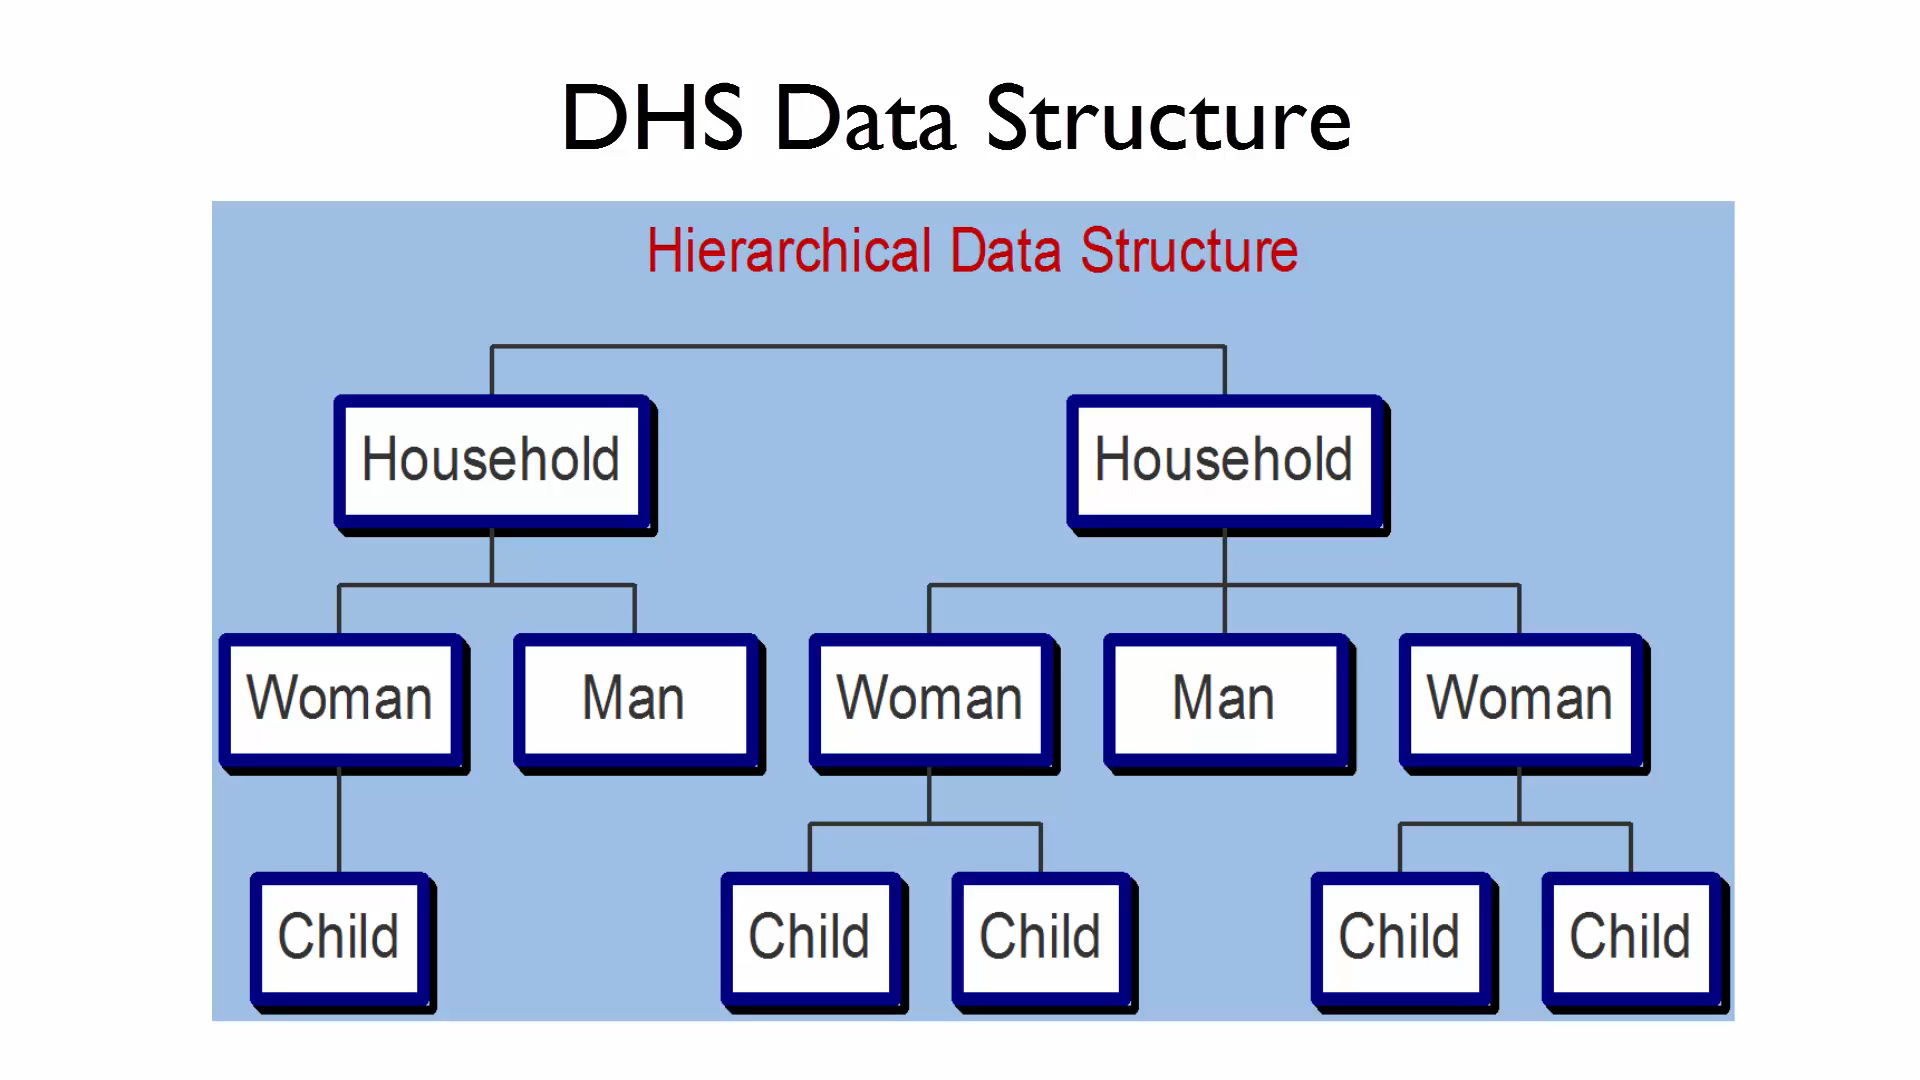 DHS Data Structure
Hierarchical Data Structure
Household Household
Woman Man Woman Man Woman
Child Child Child Child Child